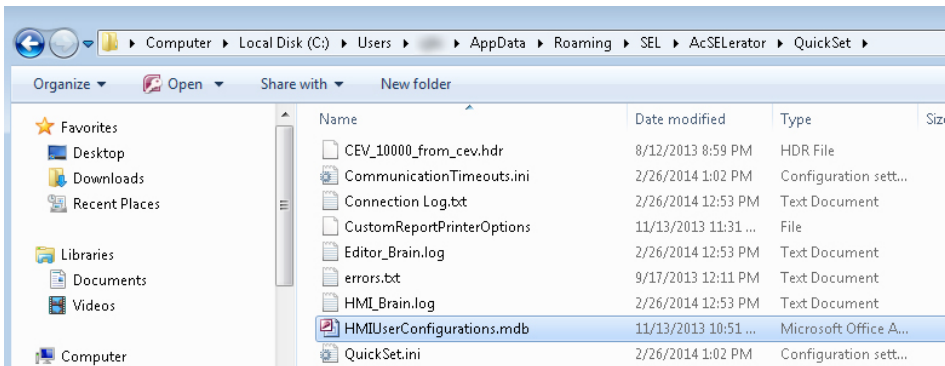 Computer Local Disk (C:) Users AppData Roaming SEL AcSELerator QuickSet
Organize Open Share with New folder
Favorites
Desktop
Downloads
Recent Places
Libraries
Documents
Videos
Computer
Name Date modified Type Siz
CEV_10000_from_cev.hdr 8/12/2013 8:59 PM HDR File
CommunicationTimeouts.ini 2/26/2014 1:02 PM Configuration sett...
Connection Log.txt 2/26/2014 12:53 PM Text Document
CustomReportPrinterOptions 11/13/2013 11:31 ... File
Editor_Brain.log 2/26/2014 12:53 PM Text Document
errors.txt 9/17/2013 12:11 PM Text Document
HMI_Brain.log 2/26/2014 12:53 PM Text Document
HMIUserConfigurations.mdb 11/13/2013 10:51 ... Microsoft Office A...
QuickSet.ini 2/26/2014 1:02 PM Configuration sett...